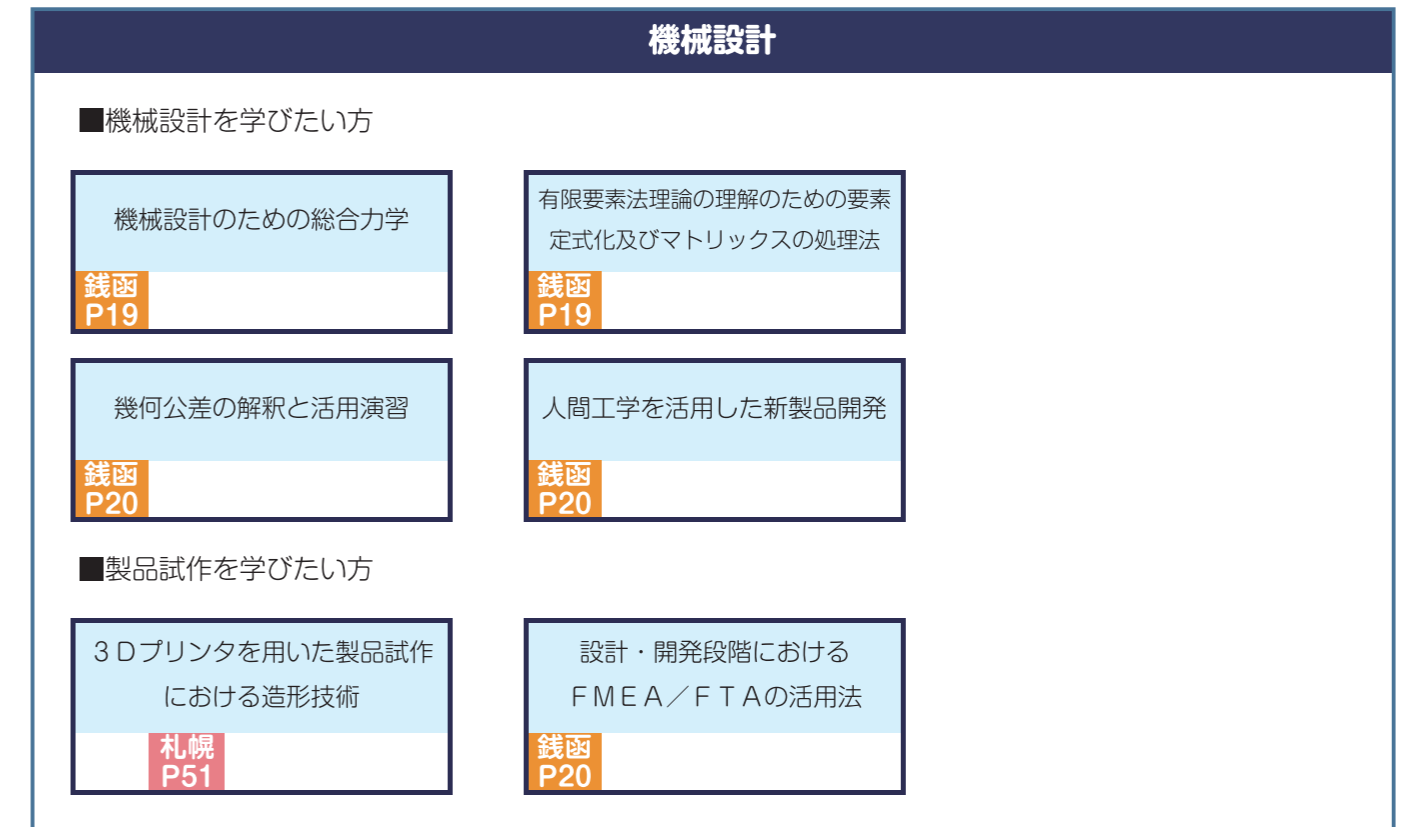 機械設計
■機械設計を学びたい方
機械設計のための総合力学
銭函
P19
有限要素法理論の理解のための要素
定式化及びマトリックスの処理法
銭函
P19
幾何公差の解釈と活用演習
銭函
P20
人間工学を活用した新製品開発
銭函
P20
■製品試作を学びたい方
3Dプリンタを用いた製品試作
における造形技術
札幌
P51
設計・開発段階における
FMEA/FTAの活用法
銭函
P20